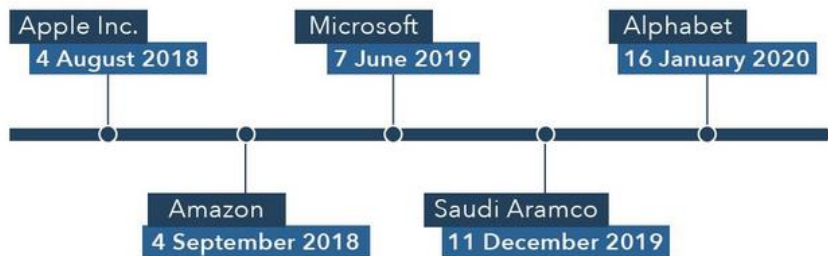 Apple Inc.
4 August 2018
Microsoft
7 June 2019
Alphabet
16 January 2020
Amazon
4 September 2018
Saudi Aramco
11 December 2019